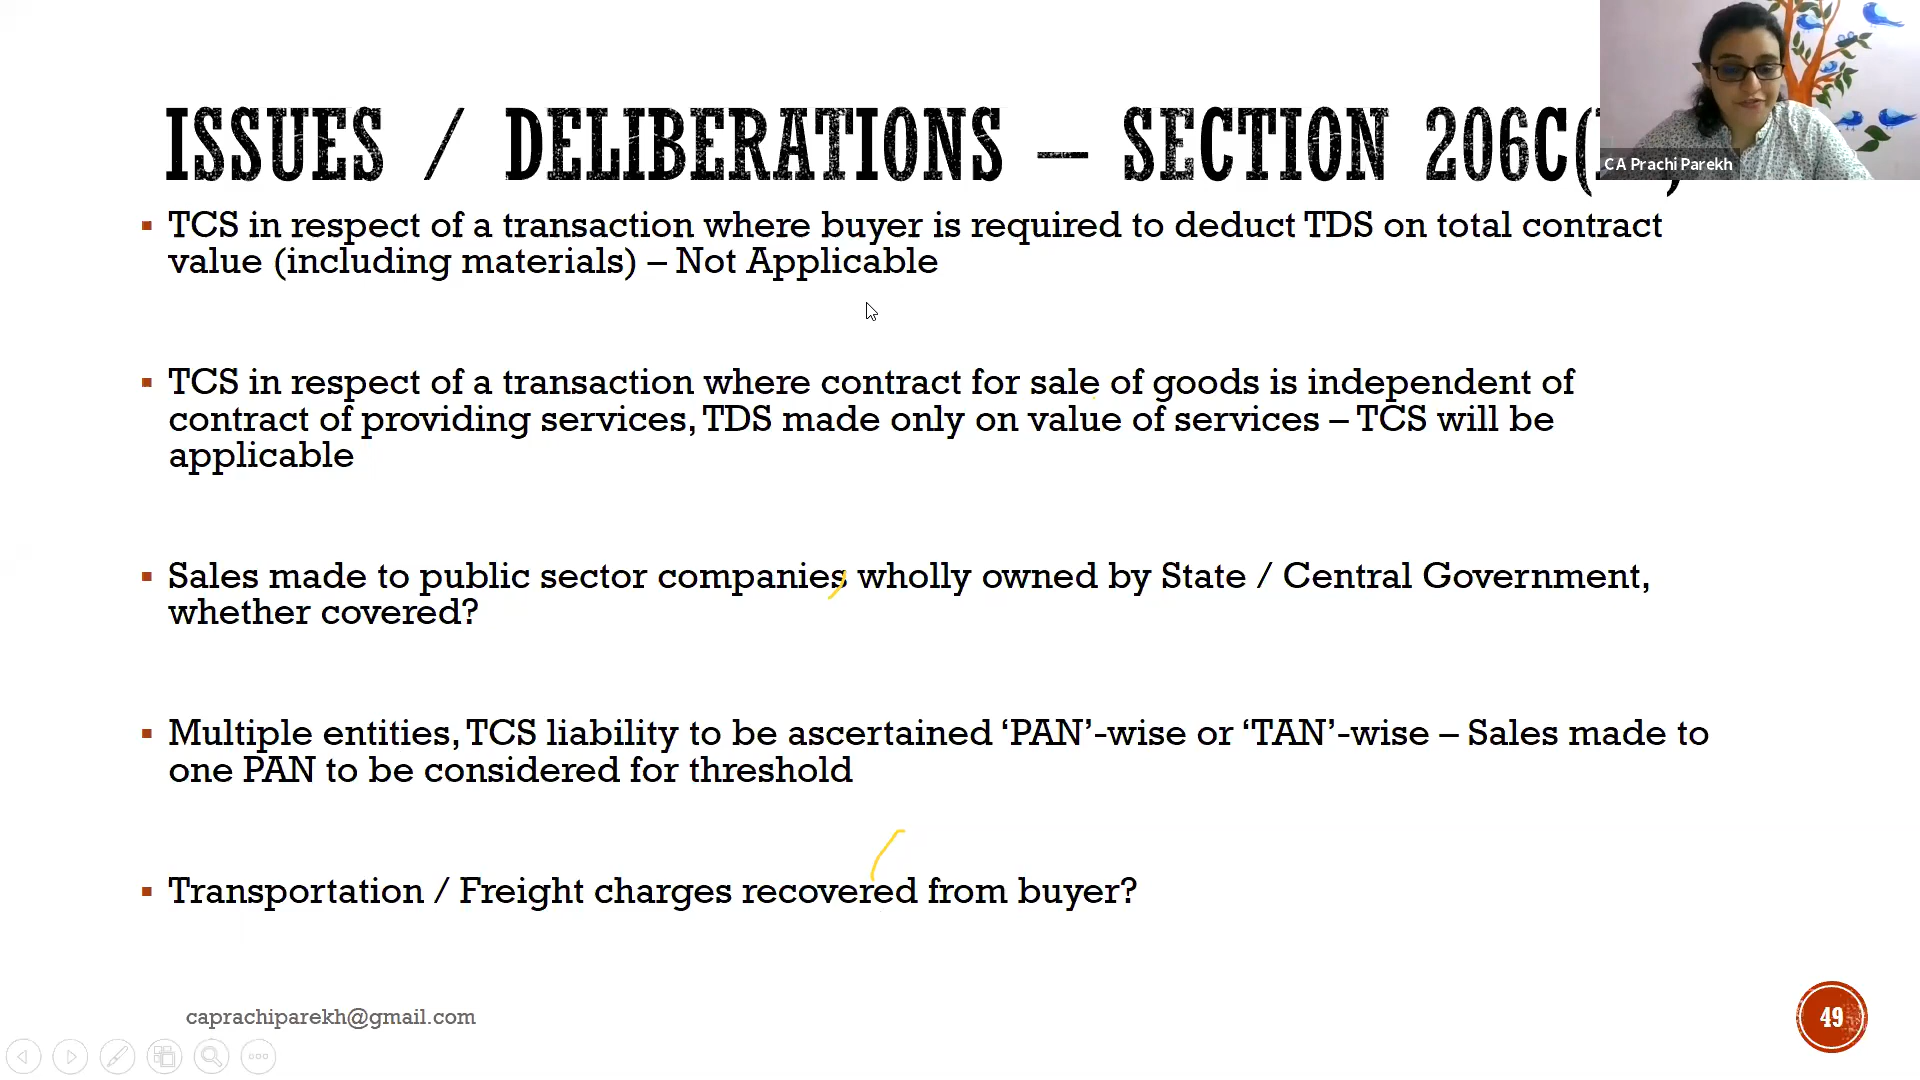 ISSUES / DELIBERATIONS – SECTION 206C(
CA Prachi Parekh
▪ TCS in respect of a transaction where buyer is required to deduct TDS on total contract
value (including materials) – Not Applicable
▪ TCS in respect of a transaction where contract for sale of goods is independent of
contract of providing services, TDS made only on value of services – TCS will be
applicable
▪ Sales made to public sector companies wholly owned by State / Central Government,
whether covered?
▪ Multiple entities, TCS liability to be ascertained ‘PAN’-wise or ‘TAN’-wise – Sales made to
one PAN to be considered for threshold
▪ Transportation / Freight charges recovered from buyer?
caprachiparekh@gmail.com
49